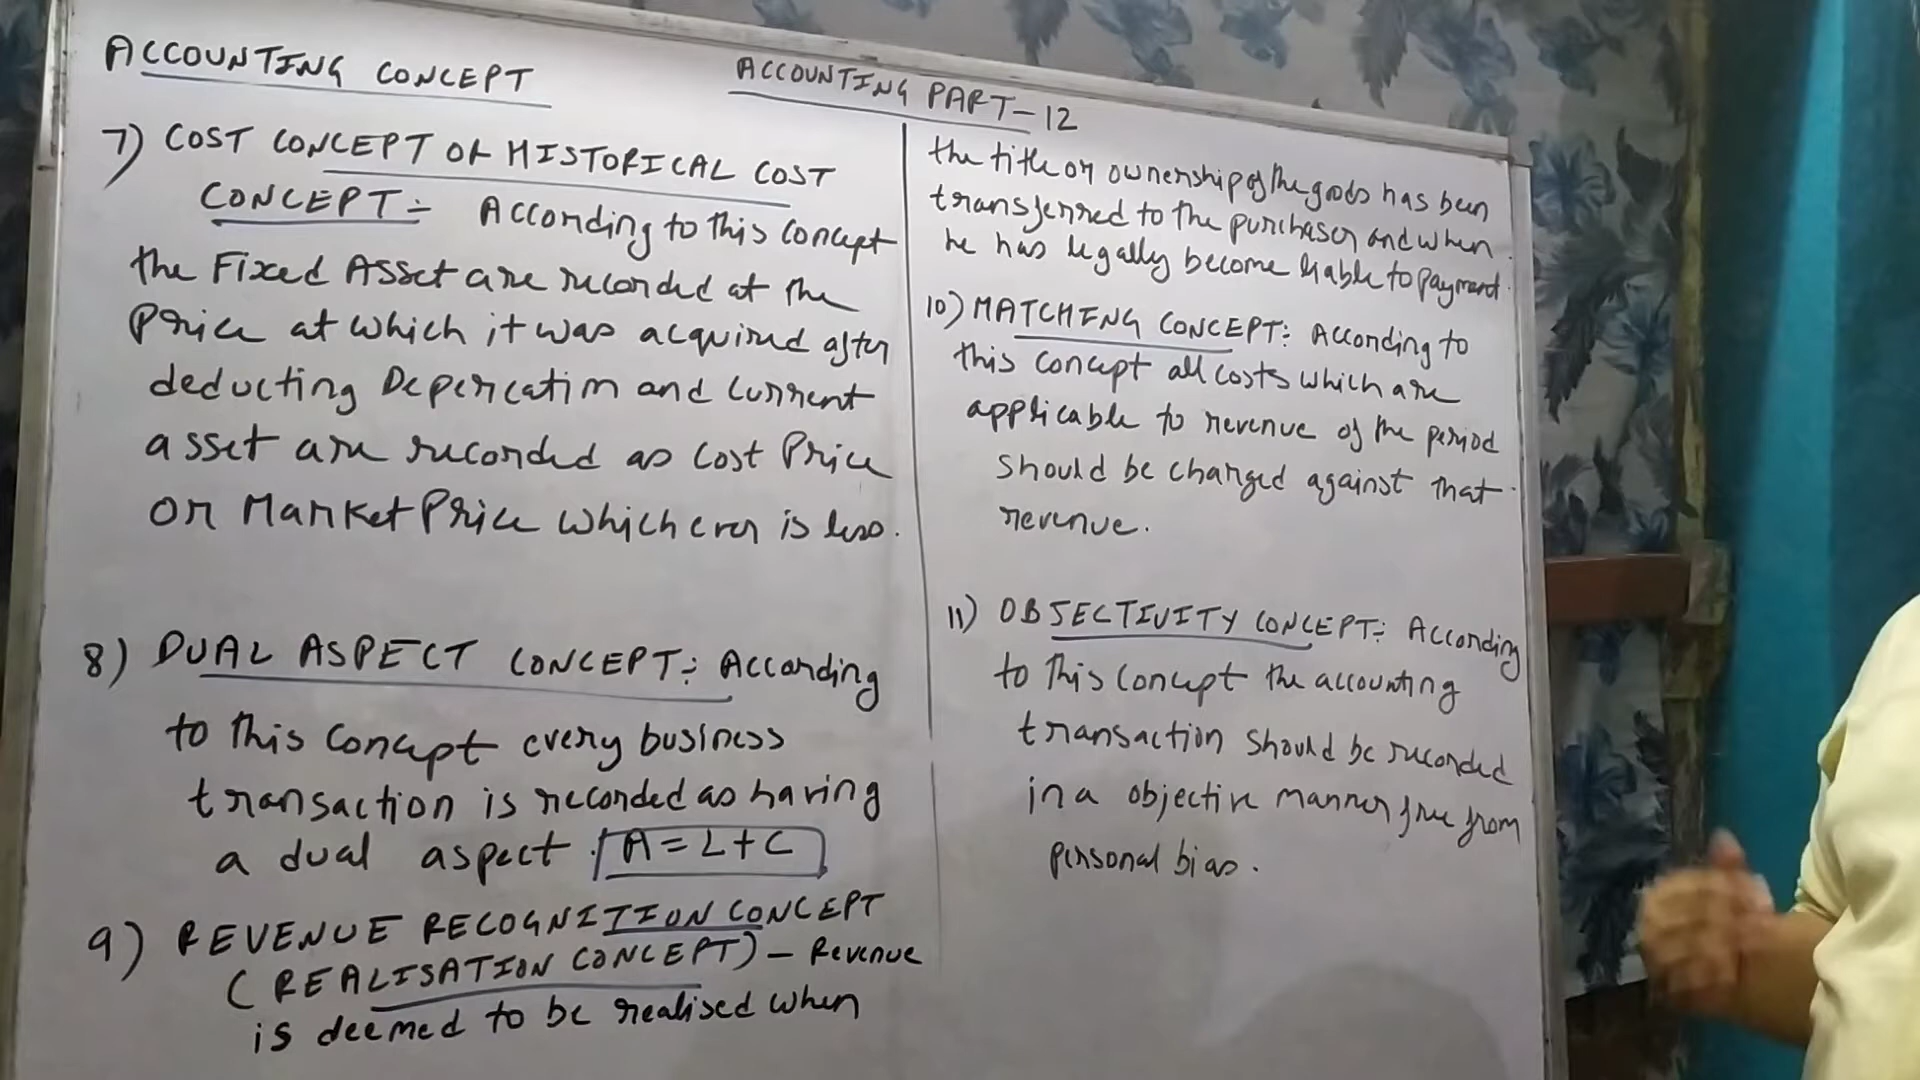 ACCOUNTING CONCEPT
ACCOUNTING PART-12
7) COST CONCEPT OR HISTORICAL COST
CONCEPT:- According to this concept
the Fixed Asset are recorded at the
Price at which it was acquired after
deducting Depercation and current
asset are recorded as cost Price
or Market Price which ever is less.
8) DUAL ASPECT CONCEPT:- According
to this concept every business
transaction is recorded as having
a dual aspect. A=L+C
9) REVENUE RECOGNITION CONCEPT
(REALISATION CONCEPT) - Revenue
is deemed to be realised when
the title or ownership of the goods has been
transferred to the purchaser and when
he has legally become liable to payment.
10) MATCHING CONCEPT: According to
this concept all costs which are
applicable to revenue of the period
should be charged against that
revenue.
11) OBJECTIVITY CONCEPT:- According
to this concept the accounting
transaction should be recorded
in a objective manner free from
personal bias.